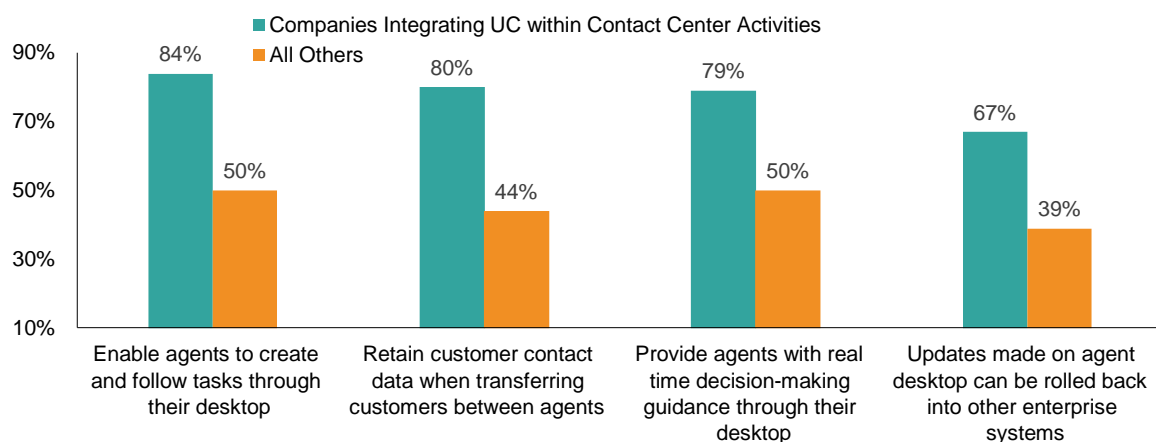 Companies Integrating UC within Contact Center Activities
All Others
90%
70%
50%
30%
10%
84%
50%
80%
44%
79%
50%
67%
39%
Enable agents to create
and follow tasks through
their desktop
Retain customer contact
data when transferring
customers between agents
Provide agents with real
time decision-making
guidance through their
desktop
Updates made on agent
desktop can be rolled back
into other enterprise
systems